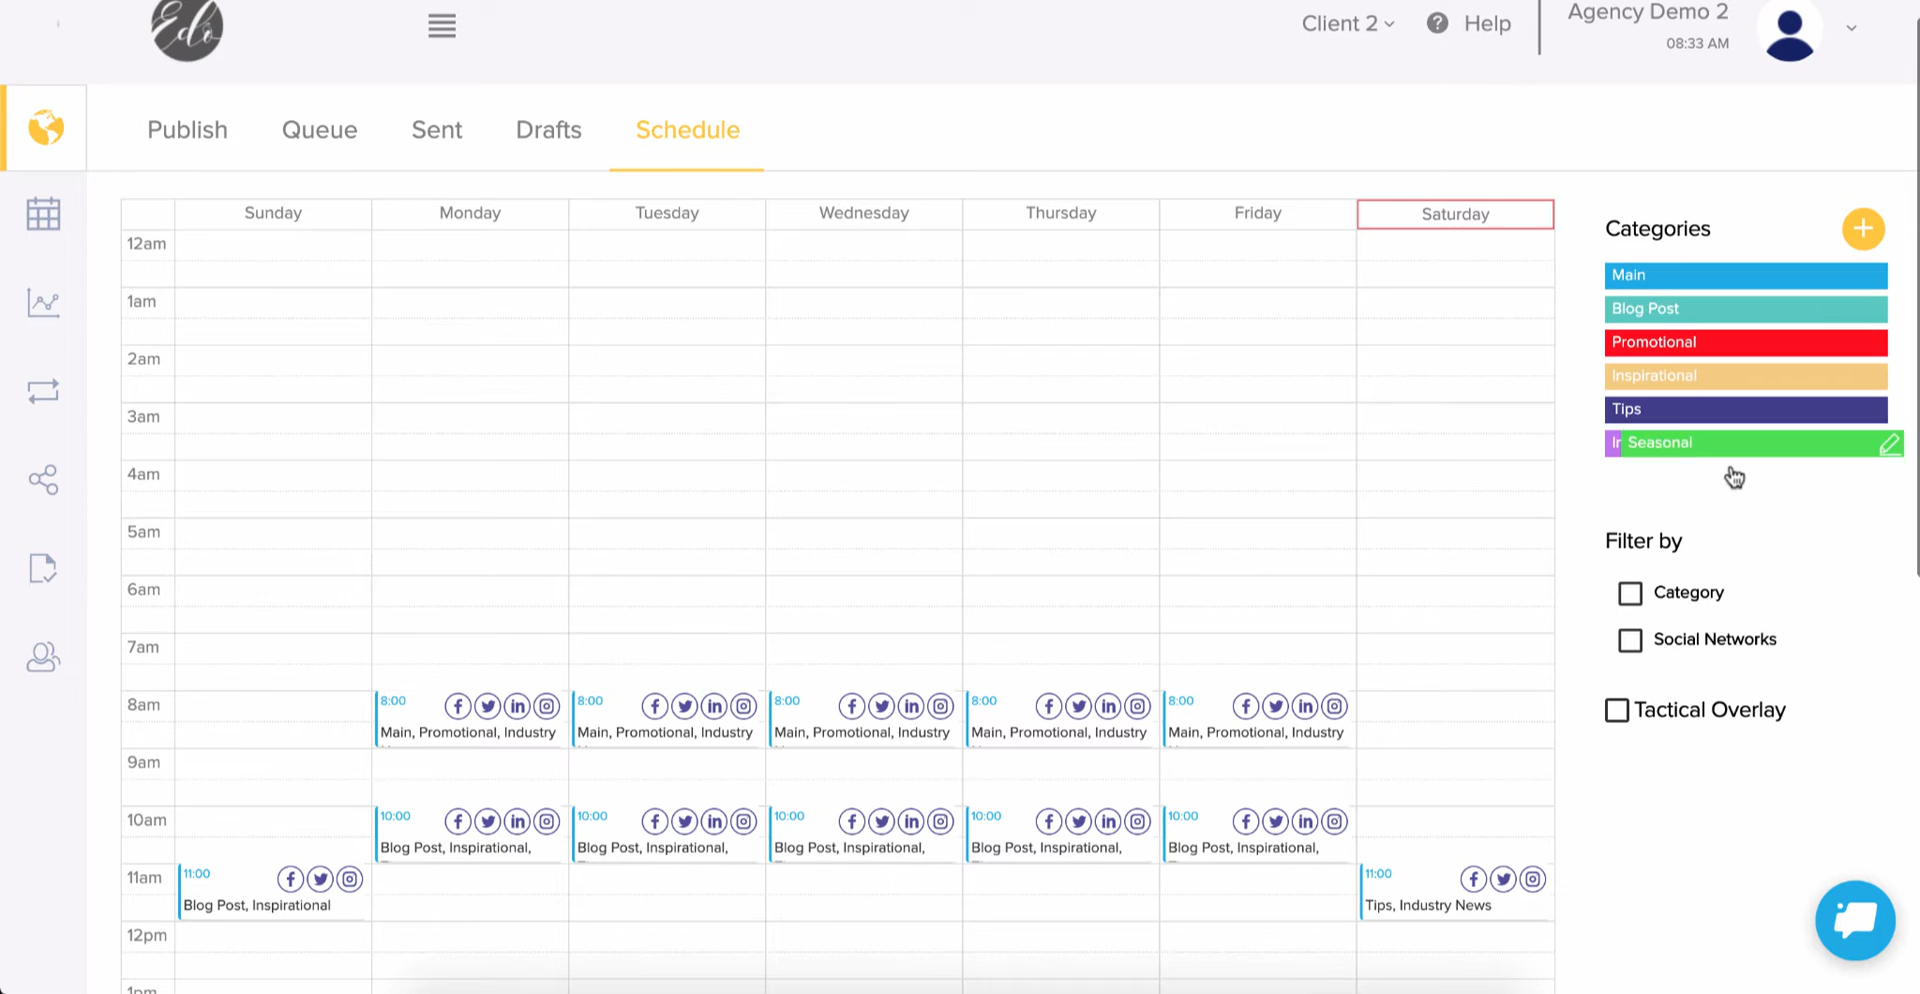 Edo
Client 2
? Help
Agency Demo 2
08:33 AM
Publish Queue Sent Drafts Schedule
Sunday Monday Tuesday Wednesday Thursday Friday Saturday
12am
1am
2am
3am
4am
5am
6am
7am
8am
8:00 8:00 8:00 8:00 8:00
Main, Promotional, Industry Main, Promotional, Industry Main, Promotional, Industry Main, Promotional, Industry Main, Promotional, Industry
9am
10am
10:00 10:00 10:00 10:00 10:00
Blog Post, Inspirational, Blog Post, Inspirational, Blog Post, Inspirational, Blog Post, Inspirational, Blog Post, Inspirational,
11am
11:00 11:00
Blog Post, Inspirational Tips, Industry News
12pm
1pm
Categories +
Main
Blog Post
Promotional
Inspirational
Tips
Seasonal
Filter by
Category
Social Networks
Tactical Overlay